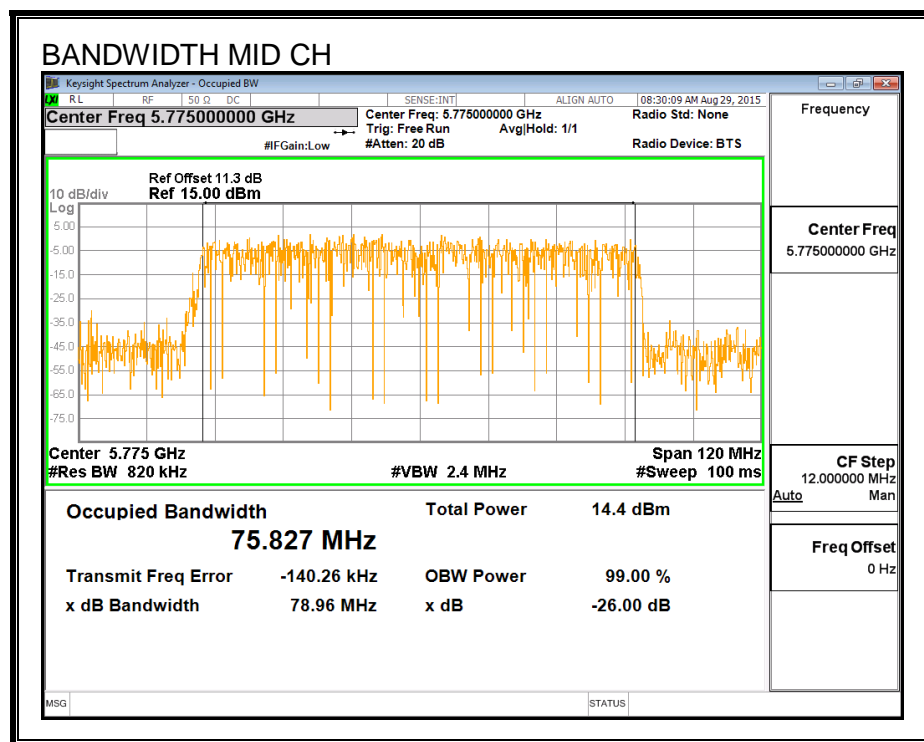 BANDWIDTH MID CH
Keysight Spectrum Analyzer - Occupied BW
LXI RL RF 50 Ω DC SENSE:INT ALIGN AUTO 08:30:09 AM Aug 29, 2015
Center Freq 5.775000000 GHz
Center Freq: 5.775000000 GHz
Radio Std: None
Trig: Free Run Avg|Hold: 1/1
#IFGain:Low
#Atten: 20 dB
Radio Device: BTS
Frequency
Ref Offset 11.3 dB
10 dB/div Ref 15.00 dBm
Log
5.00
-5.00
-15.0
-25.0
-35.0
-45.0
-55.0
-65.0
-75.0
Center Freq
5.775000000 GHz
Center 5.775 GHz Span 120 MHz
#Res BW 820 kHz #VBW 2.4 MHz #Sweep 100 ms
CF Step
12.000000 MHz
Auto Man
Occupied Bandwidth Total Power 14.4 dBm
75.827 MHz
Transmit Freq Error -140.26 kHz OBW Power 99.00 %
x dB Bandwidth 78.96 MHz x dB -26.00 dB
Freq Offset
0 Hz
MSG STATUS